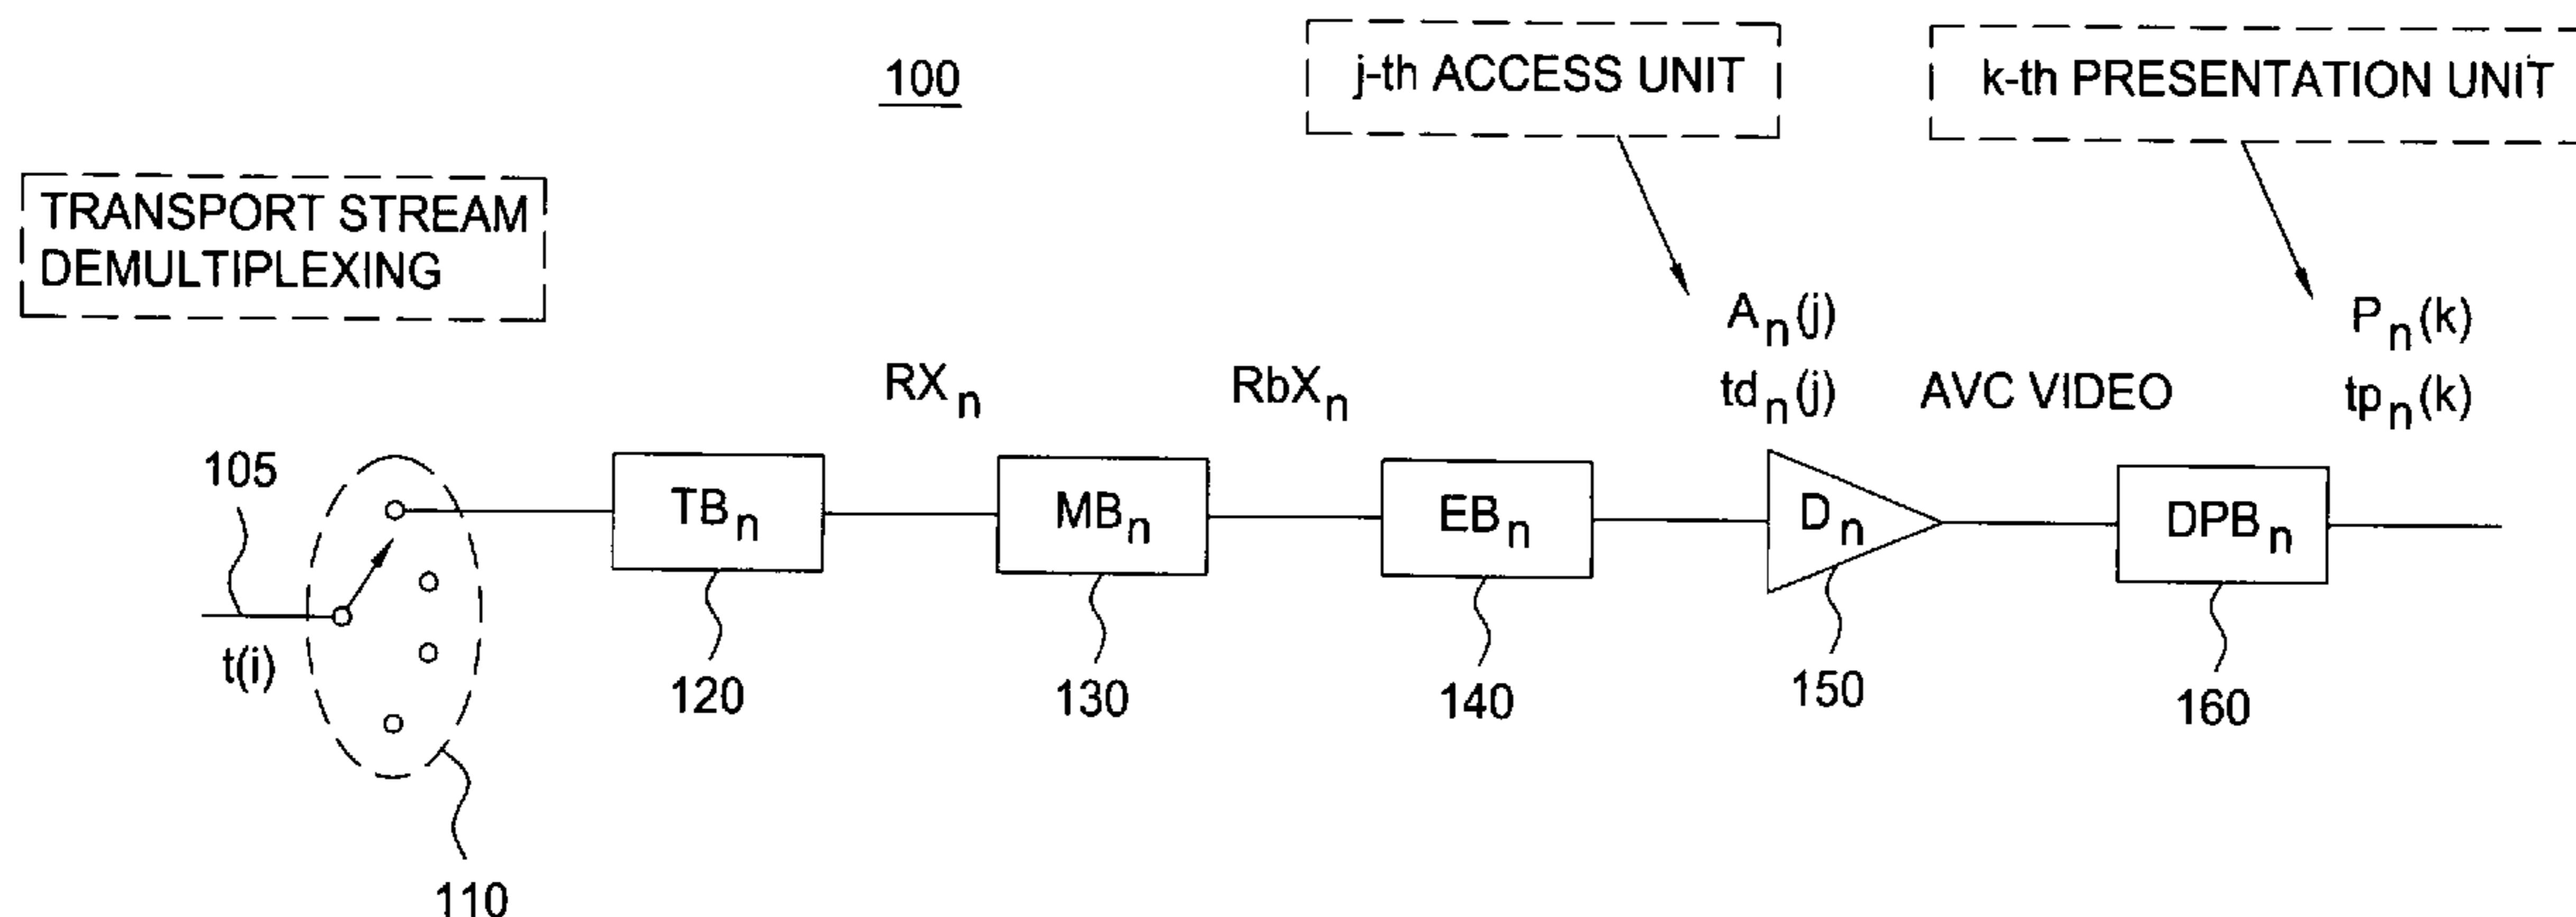 100
j-th ACCESS UNIT
k-th PRESENTATION UNIT
TRANSPORT STREAM
DEMULTIPLEXING
An(j)
Pn(k)
RXn
RbXn
tdn(j)
AVC VIDEO
tpn(k)
105
TBn
MBn
EBn
Dn
DPBn
t(i)
120
130
140
150
160
110